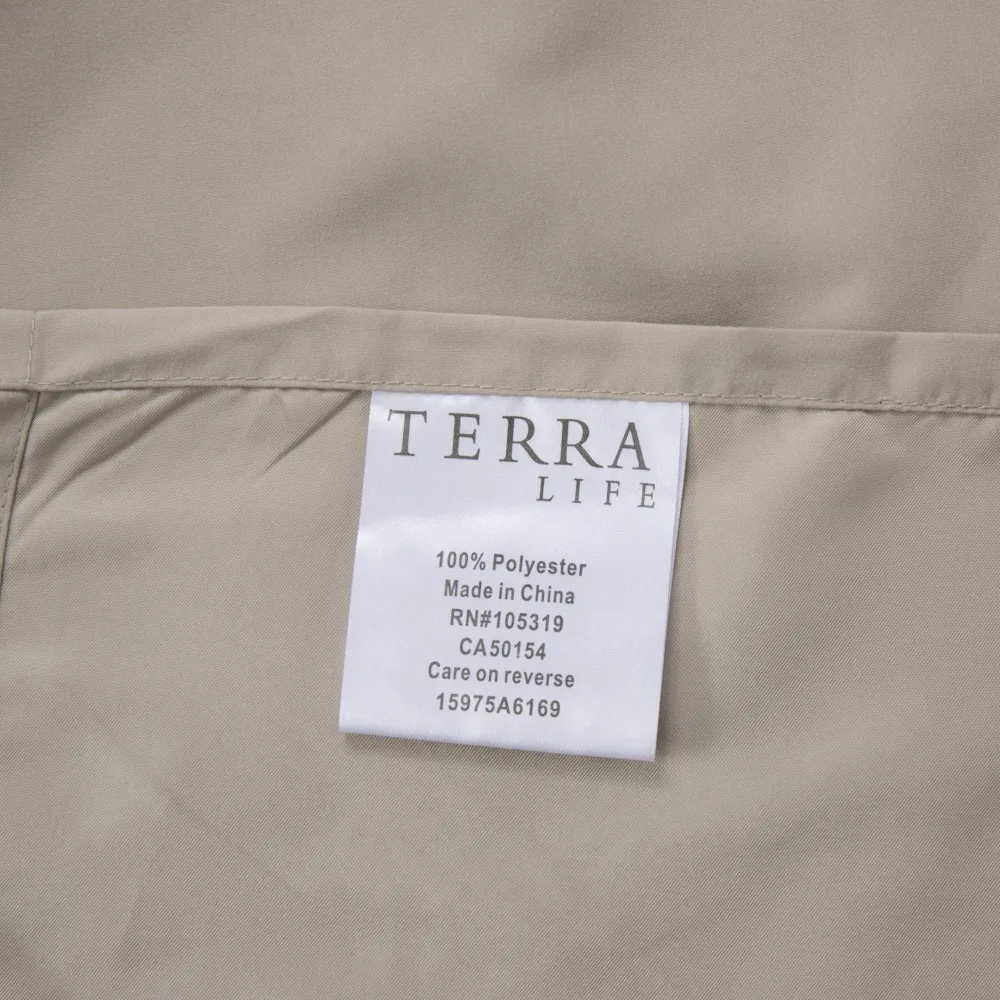 TERRA
LIFE
100% Polyester
Made in China
RN#105319
CA50154
Care on reverse
15975A6169